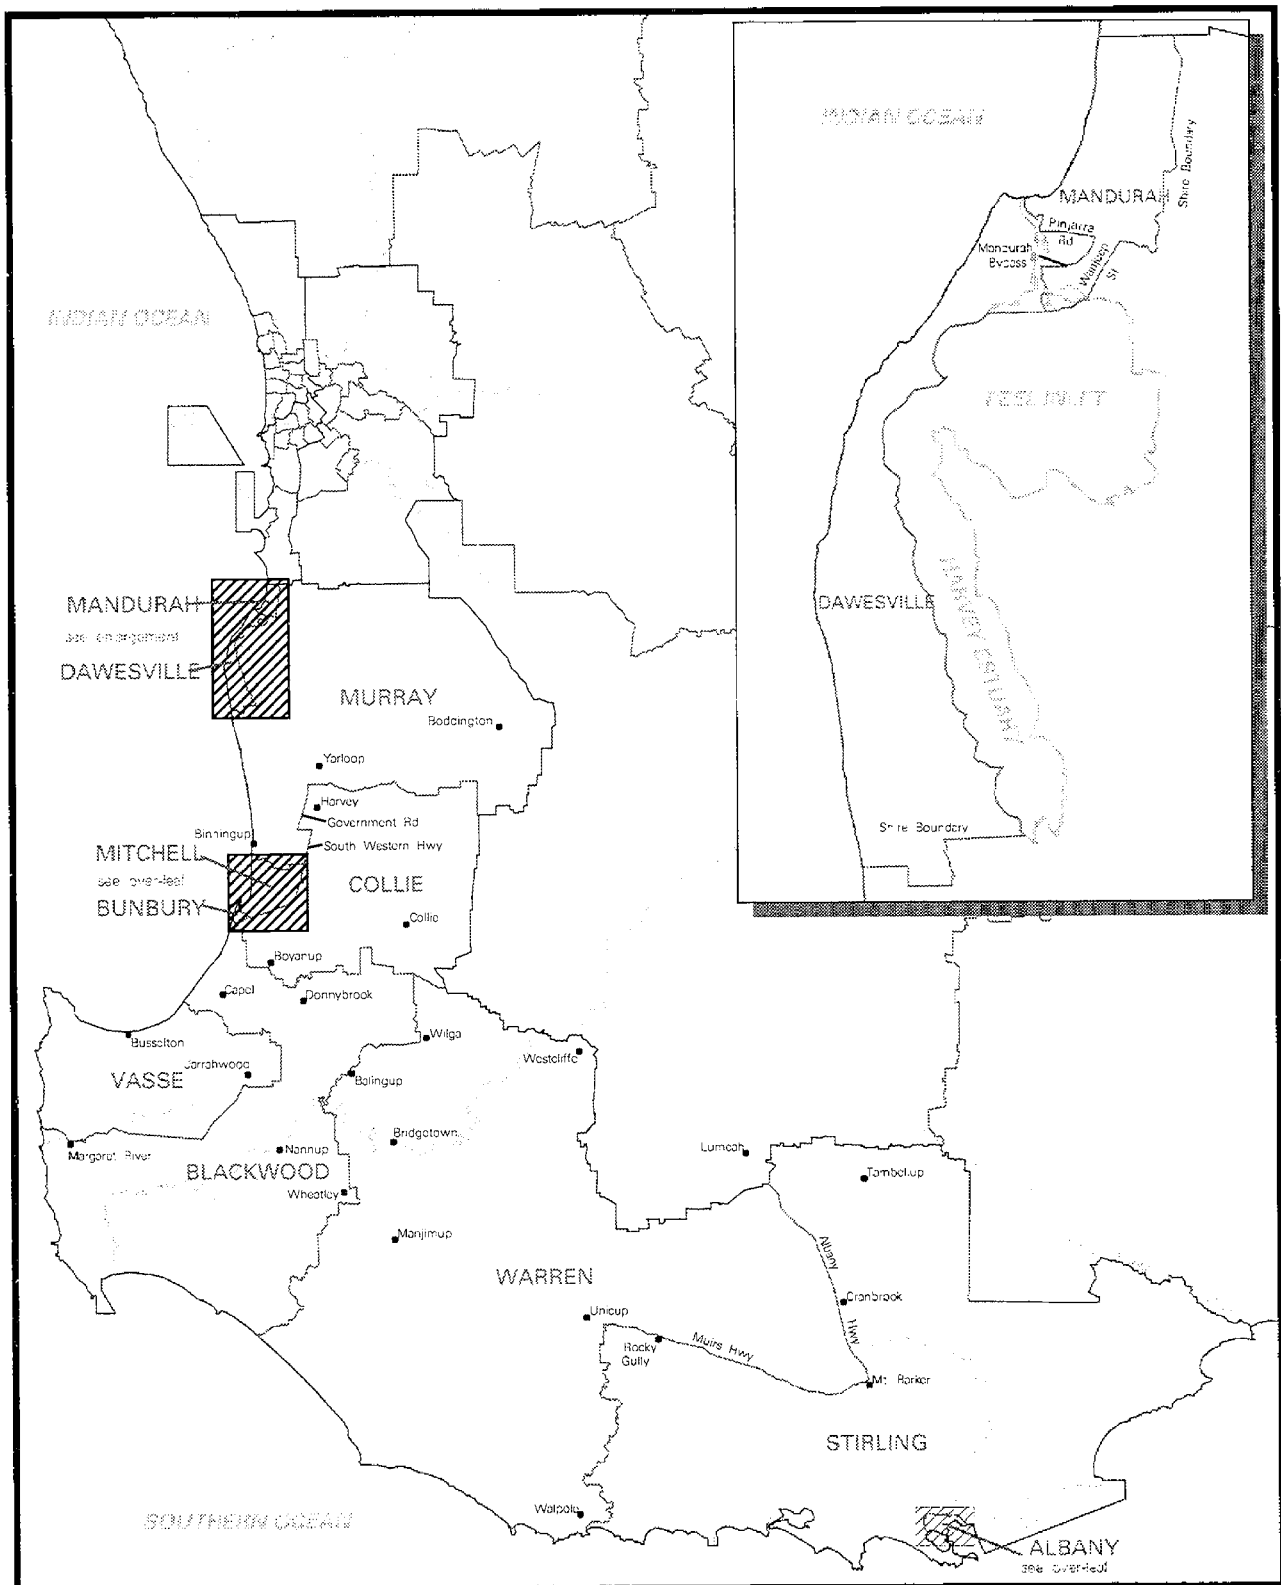 INDIAN OCEAN
INDIAN OCEAN
MANDURAH
Shire Boundary
Pinjarra
Rd
Mandurah
Bypass
Wanjeep
St
PEEL INLET
DAWESVILLE
HARVEY ESTUARY
Shire Boundary
MANDURAH
see enlargement
DAWESVILLE
MURRAY
Boddington
Yarloop
Harvey
Government Rd
South Western Hwy
Binningup
MITCHELL
see over-leaf
BUNBURY
COLLIE
Collie
Boyanup
Capel
Donnybrook
Busselton
Wilga
Westcliffe
Jarrahwood
VASSE
Balingup
Bridgetown
Margaret River
Nannup
BLACKWOOD
Wheatley
Lumeah
Tambellup
Manjimup
Albany
Hwy
WARREN
Cranbrook
Unicup
Rocky
Gully
Muirs Hwy
Mt Barker
STIRLING
Walpole
SOUTHERN OCEAN
ALBANY
see over-leaf